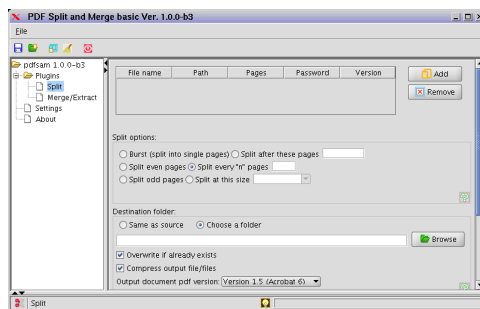 PDF Split and Merge basic Ver. 1.0.0-b3
File
pdfsam 1.0.0-b3
Plugins
Split
Merge/Extract
Settings
About
File name Path Pages Password Version
Add
Remove
Split options:
Burst (split into single pages) Split after these pages
Split even pages Split every "n" pages
Split odd pages Split at this size
Destination folder:
Same as source Choose a folder
Browse
Overwrite if already exists
Compress output file/files
Output document pdf version: Version 1.5 (Acrobat 6)
Split